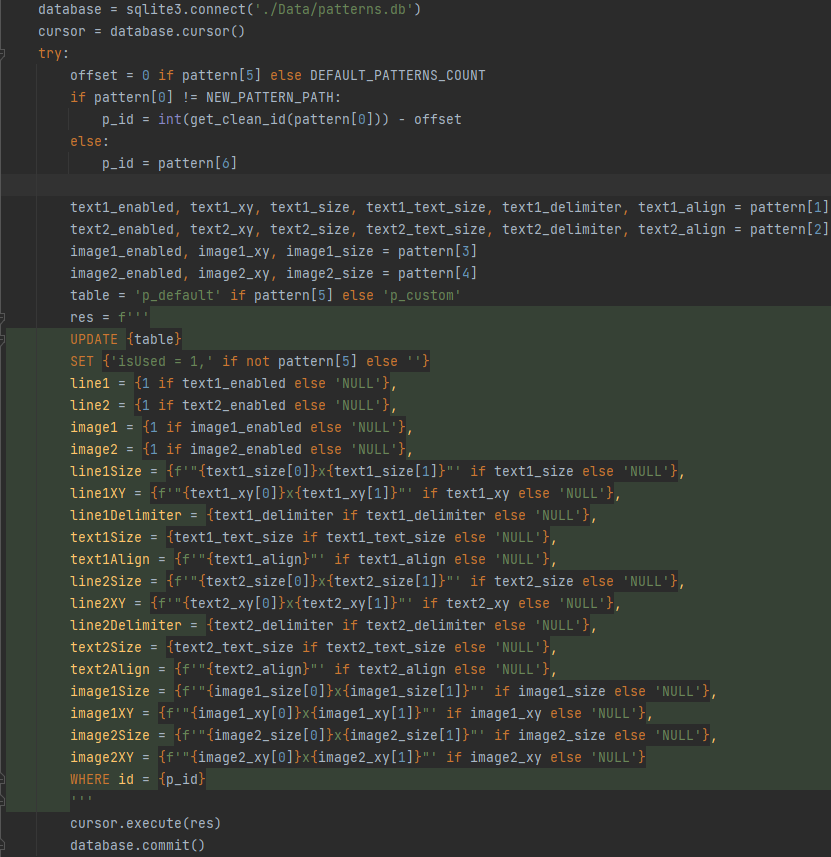 database = sqlite3.connect('./Data/patterns.db')
cursor = database.cursor()
try:
    offset = 0 if pattern[5] else DEFAULT_PATTERNS_COUNT
    if pattern[0] != NEW_PATTERN_PATH:
        p_id = int(get_clean_id(pattern[0])) - offset
    else:
        p_id = pattern[6]

    text1_enabled, text1_xy, text1_size, text1_text_size, text1_delimiter, text1_align = pattern[1]
    text2_enabled, text2_xy, text2_size, text2_text_size, text2_delimiter, text2_align = pattern[2]
    image1_enabled, image1_xy, image1_size = pattern[3]
    image2_enabled, image2_xy, image2_size = pattern[4]
    table = 'p_default' if pattern[5] else 'p_custom'
    res = f'''
    UPDATE {table}
    SET {'isUsed = 1,' if not pattern[5] else ''}
    line1 = {1 if text1_enabled else 'NULL'},
    line2 = {1 if text2_enabled else 'NULL'},
    image1 = {1 if image1_enabled else 'NULL'},
    image2 = {1 if image2_enabled else 'NULL'},
    line1Size = {f'"{text1_size[0]}x{text1_size[1]}"' if text1_size else 'NULL'},
    line1XY = {f'"{text1_xy[0]}x{text1_xy[1]}"' if text1_xy else 'NULL'},
    line1Delimiter = {text1_delimiter if text1_delimiter else 'NULL'},
    text1Size = {text1_text_size if text1_text_size else 'NULL'},
    text1Align = {f'"{text1_align}"' if text1_align else 'NULL'},
    line2Size = {f'"{text2_size[0]}x{text2_size[1]}"' if text2_size else 'NULL'},
    line2XY = {f'"{text2_xy[0]}x{text2_xy[1]}"' if text2_xy else 'NULL'},
    line2Delimiter = {text2_delimiter if text2_delimiter else 'NULL'},
    text2Size = {text2_text_size if text2_text_size else 'NULL'},
    text2Align = {f'"{text2_align}"' if text2_align else 'NULL'},
    image1Size = {f'"{image1_size[0]}x{image1_size[1]}"' if image1_size else 'NULL'},
    image1XY = {f'"{image1_xy[0]}x{image1_xy[1]}"' if image1_xy else 'NULL'},
    image2Size = {f'"{image2_size[0]}x{image2_size[1]}"' if image2_size else 'NULL'},
    image2XY = {f'"{image2_xy[0]}x{image2_xy[1]}"' if image2_xy else 'NULL'}
    WHERE id = {p_id}
    '''
    cursor.execute(res)
    database.commit()